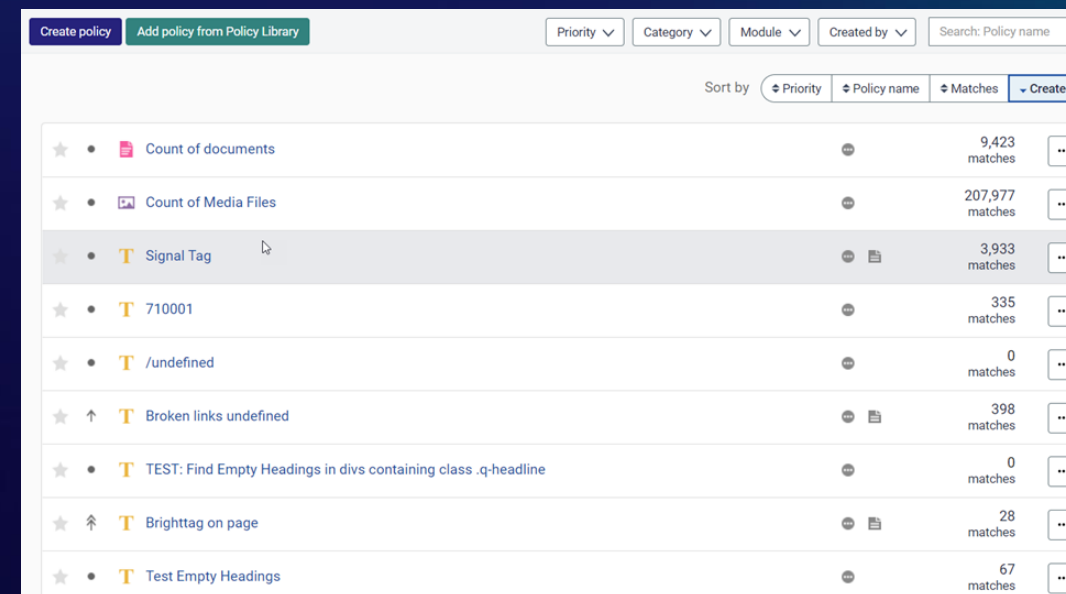 Create policy Add policy from Policy Library Priority Category Module Created by Search: Policy name
Sort by Priority Policy name Matches Create
Count of documents 9,423 matches
Count of Media Files 207,977 matches
Signal Tag 3,933 matches
T 710001 335 matches
T /undefined 0 matches
T Broken links undefined 398 matches
T TEST: Find Empty Headings in divs containing class .q-headline 0 matches
T Brighttag on page 28 matches
T Test Empty Headings 67 matches